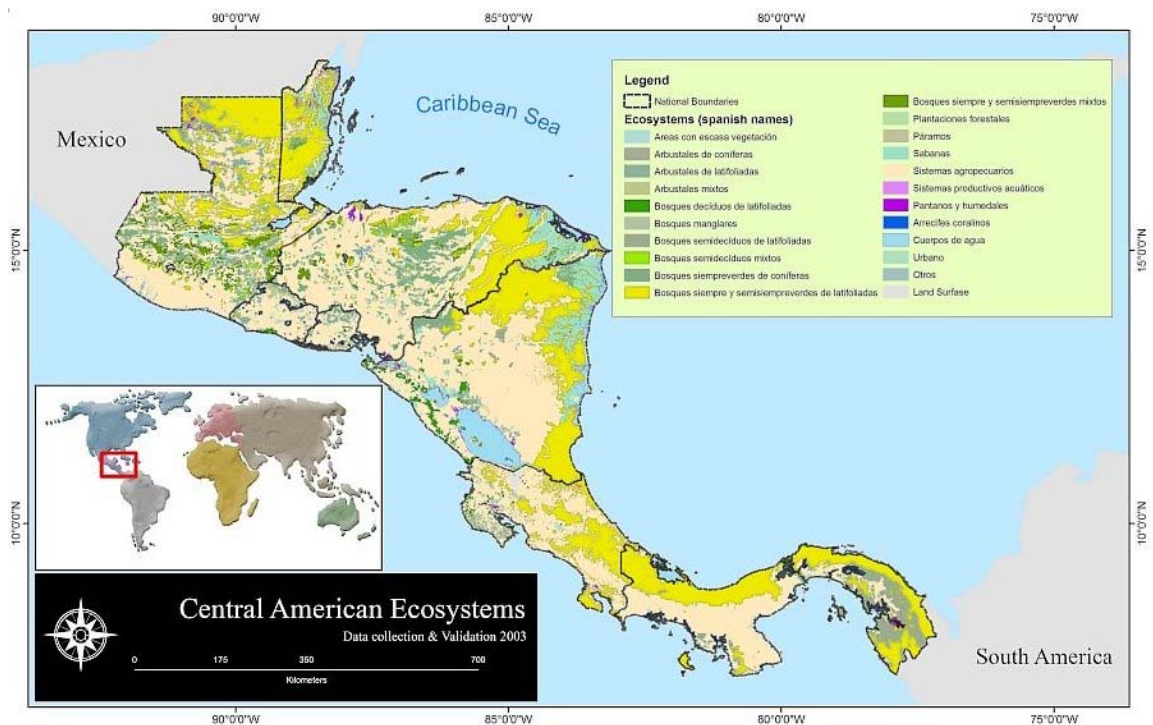 90°0'0"W
85°0'0"W
80°0'0"W
75°0'0"W
Mexico
Caribbean Sea
15°0'0"N
10°0'0"N
Legend
National Boundaries
Ecosystems (spanish names)
Areas con escasa vegetación
Arbustales de coníferas
Arbustales de latifoliadas
Arbustales mixtos
Bosques decíduos de latifoliadas
Bosques manglares
Bosques semidecíduos de latifoliadas
Bosques semidecíduos mixtos
Bosques siempreverdes de coníferas
Bosques siempre y semisiempreverdes de latifoliadas
Bosques siempre y semisiempreverdes mixtos
Plantaciones forestales
Páramos
Sabanas
Sistemas agropecuarios
Sistemas productivos acuáticos
Pantanos y humedales
Arrecifes coralinos
Cuerpos de agua
Urbano
Otros
Land Surfase
15°0'0"N
10°0'0"N
Central American Ecosystems
Data collection & Validation 2003
0 175 350 700
Kilometers
South America
90°0'0"W
85°0'0"W
80°0'0"W
75°0'0"W